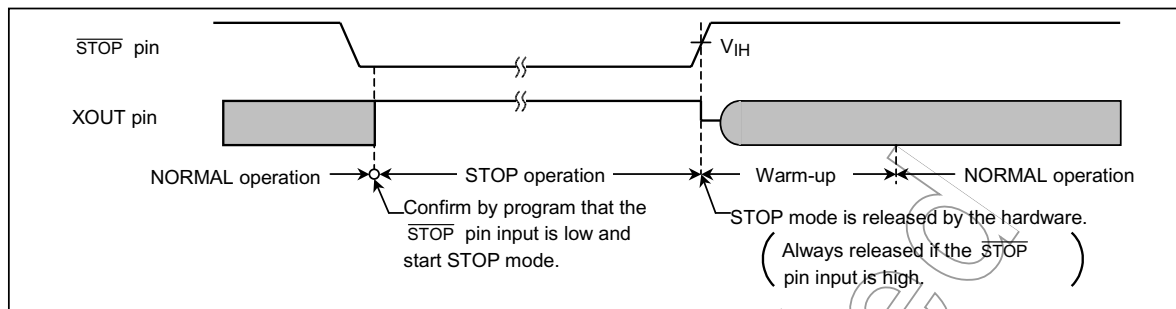 STOP pin
VIH
XOUT pin
NORMAL operation
STOP operation
Warm-up
NORMAL operation
Confirm by program that the
STOP pin input is low and
start STOP mode.
STOP mode is released by the hardware.
( Always released if the STOP
pin input is high. )